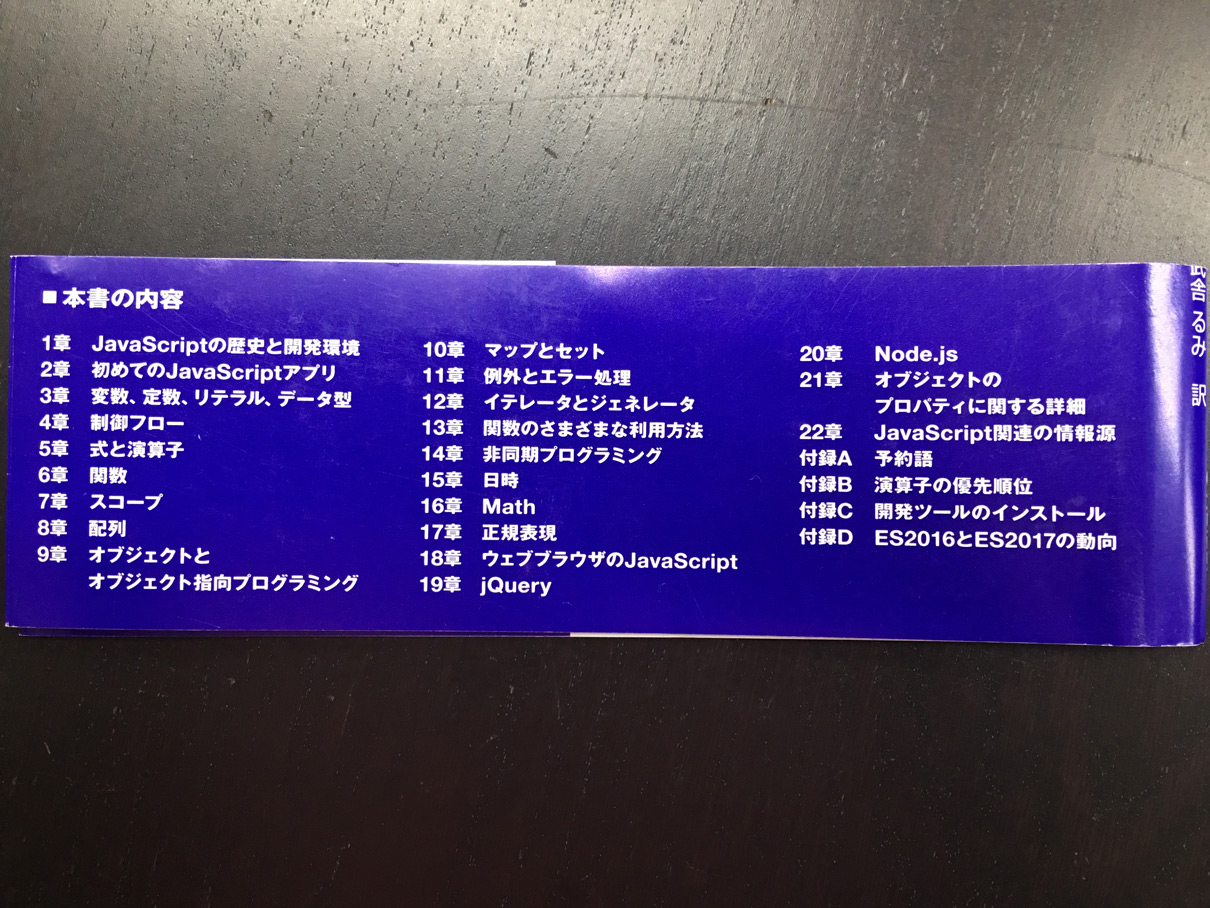 ■本書の内容
1章 JavaScriptの歴史と開発環境
2章 初めてのJavaScriptアプリ
3章 変数、定数、リテラル、データ型
4章 制御フロー
5章 式と演算子
6章 関数
7章 スコープ
8章 配列
9章 オブジェクトと
オブジェクト指向プログラミング
10章 マップとセット
11章 例外とエラー処理
12章 イテレータとジェネレータ
13章 関数のさまざまな利用方法
14章 非同期プログラミング
15章 日時
16章 Math
17章 正規表現
18章 ウェブブラウザのJavaScript
19章 jQuery
20章 Node.js
21章 オブジェクトの
プロパティに関する詳細
22章 JavaScript関連の情報源
付録A 予約語
付録B 演算子の優先順位
付録C 開発ツールのインストール
付録D ES2016とES2017の動向
舎 るみ 訳